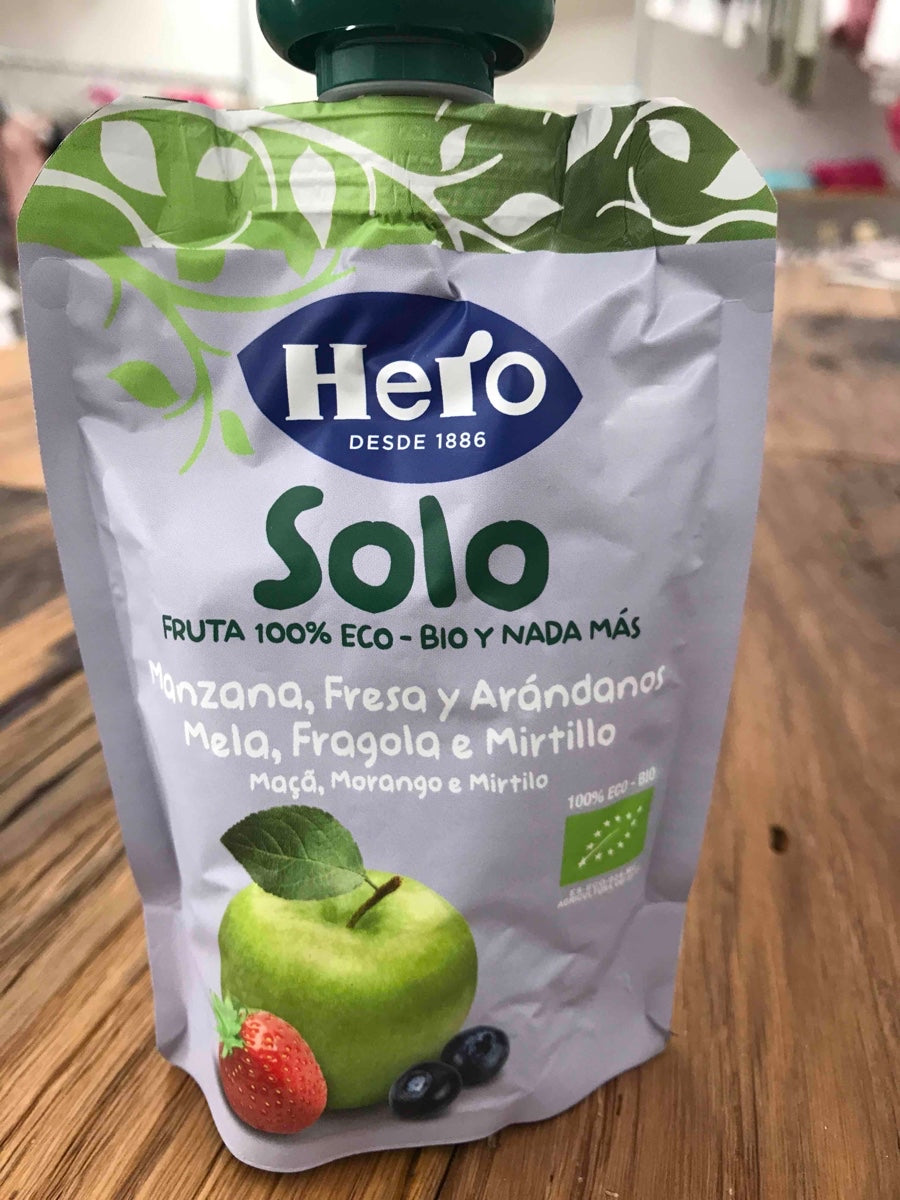 Hero
DESDE 1886
Solo
FRUTA 100% ECO - BIO Y NADA MÁS
Manzana, Fresa y Arándanos
Mela, Fragola e Mirtillo
Maçã, Morango e Mirtilo
100% ECO - BIO
AGRICULTURA